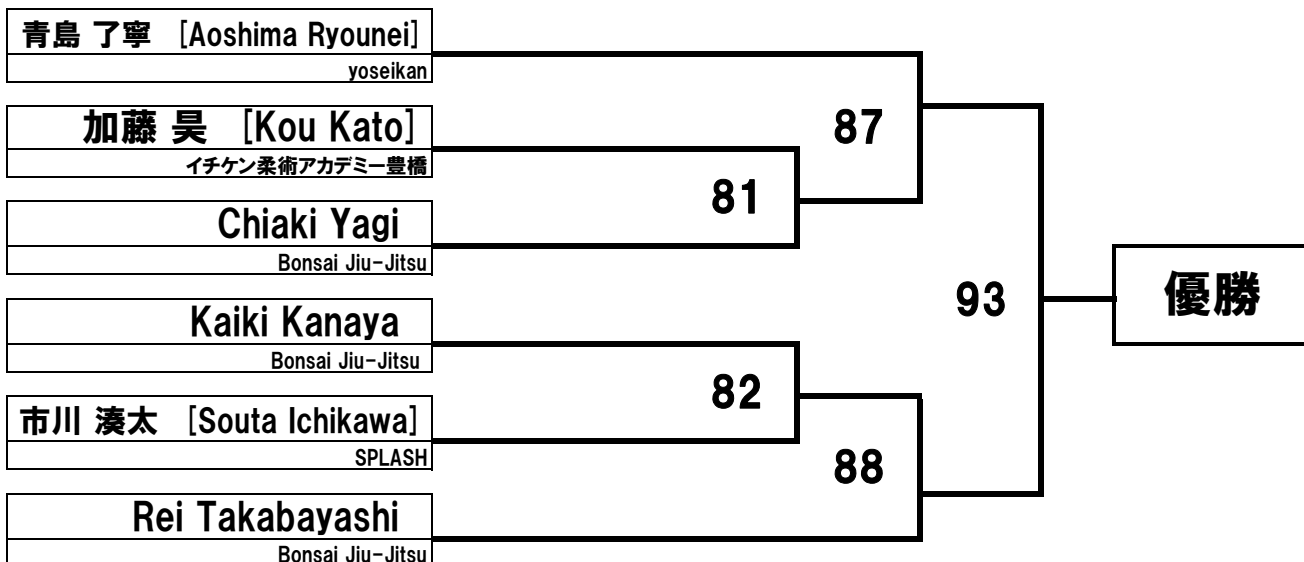 青島 了寧 [Aoshima Ryounei]
yoseikan
加藤 昊 [Kou Kato]
イチケン柔術アカデミー豊橋
Chiaki Yagi
Bonsai Jiu-Jitsu
Kaiki Kanaya
Bonsai Jiu-Jitsu
市川 湊太 [Souta Ichikawa]
SPLASH
Rei Takabayashi
Bonsai Jiu-Jitsu
87
81
82
88
93
優勝